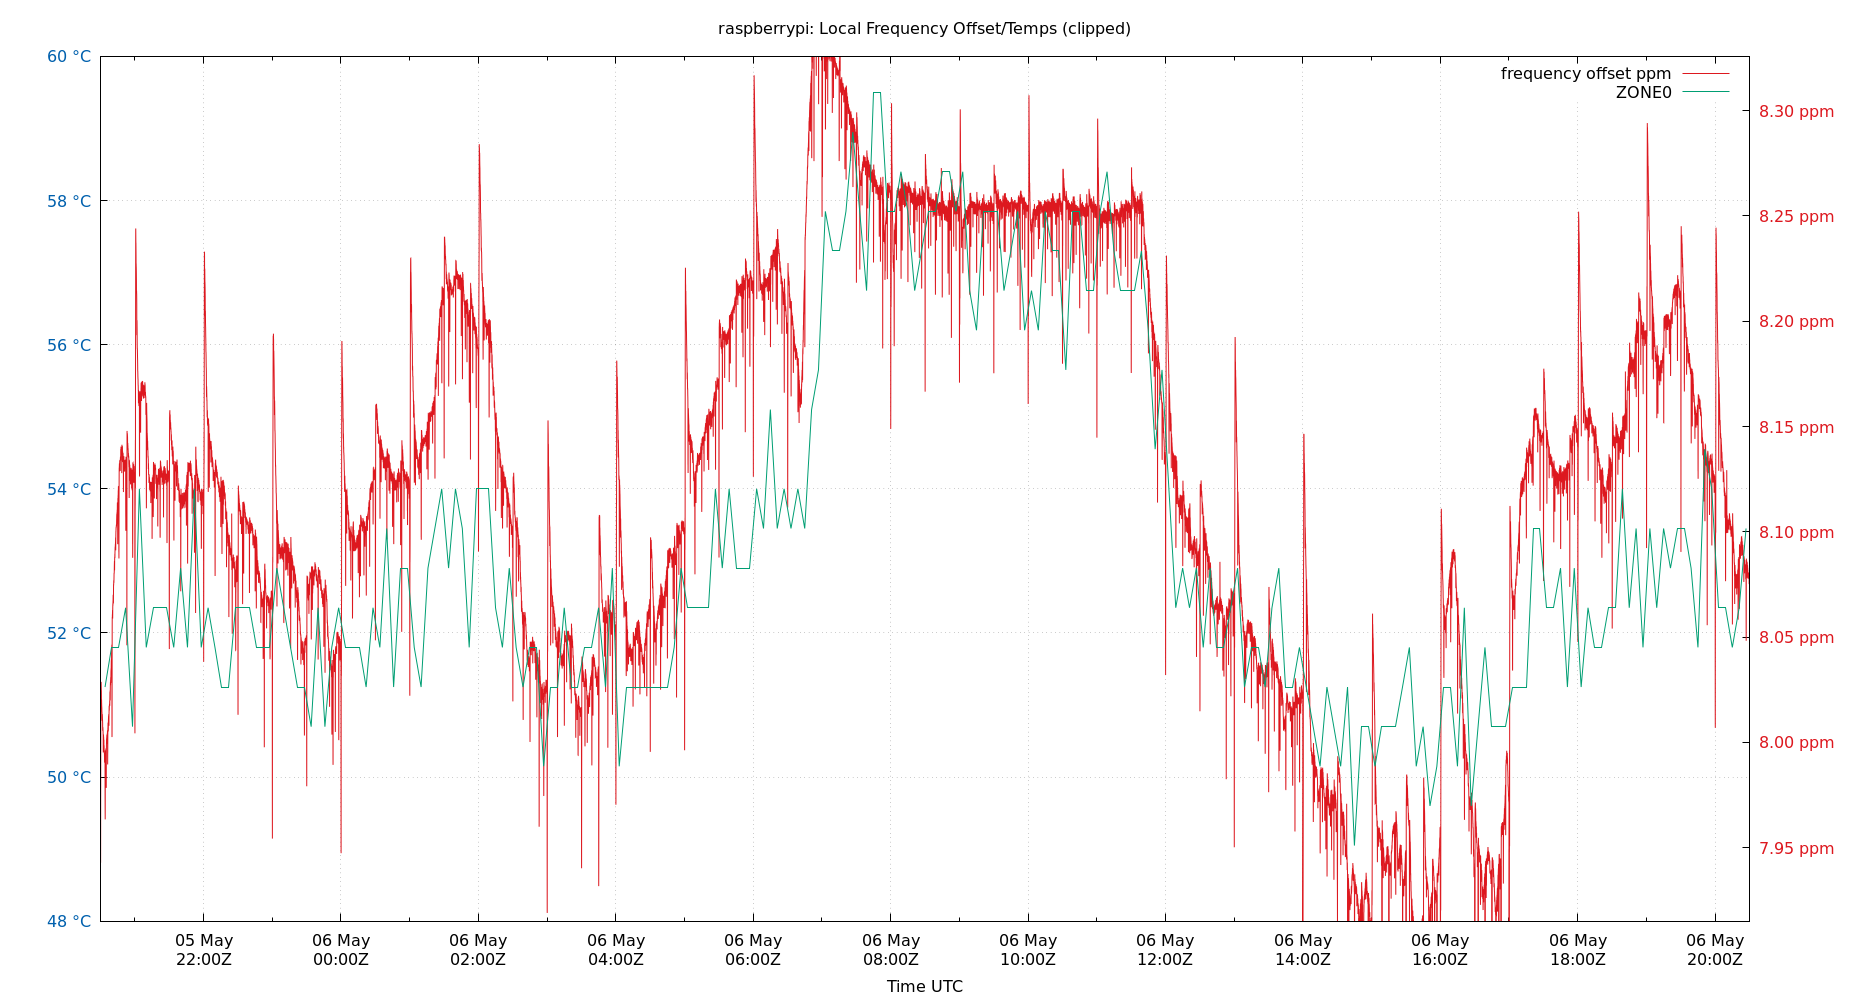 raspberrypi: Local Frequency Offset/Temps (clipped)
60 °C
58 °C
56 °C
54 °C
52 °C
50 °C
48 °C
frequency offset ppm
ZONE0
8.30 ppm
8.25 ppm
8.20 ppm
8.15 ppm
8.10 ppm
8.05 ppm
8.00 ppm
7.95 ppm
05 May 06 May 06 May 06 May 06 May 06 May 06 May 06 May 06 May 06 May 06 May 06 May
22:00Z 00:00Z 02:00Z 04:00Z 06:00Z 08:00Z 10:00Z 12:00Z 14:00Z 16:00Z 18:00Z 20:00Z
Time UTC